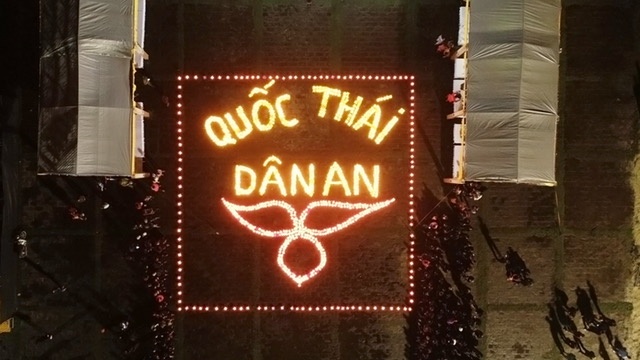 QUỐC THÁi
DÂN AN